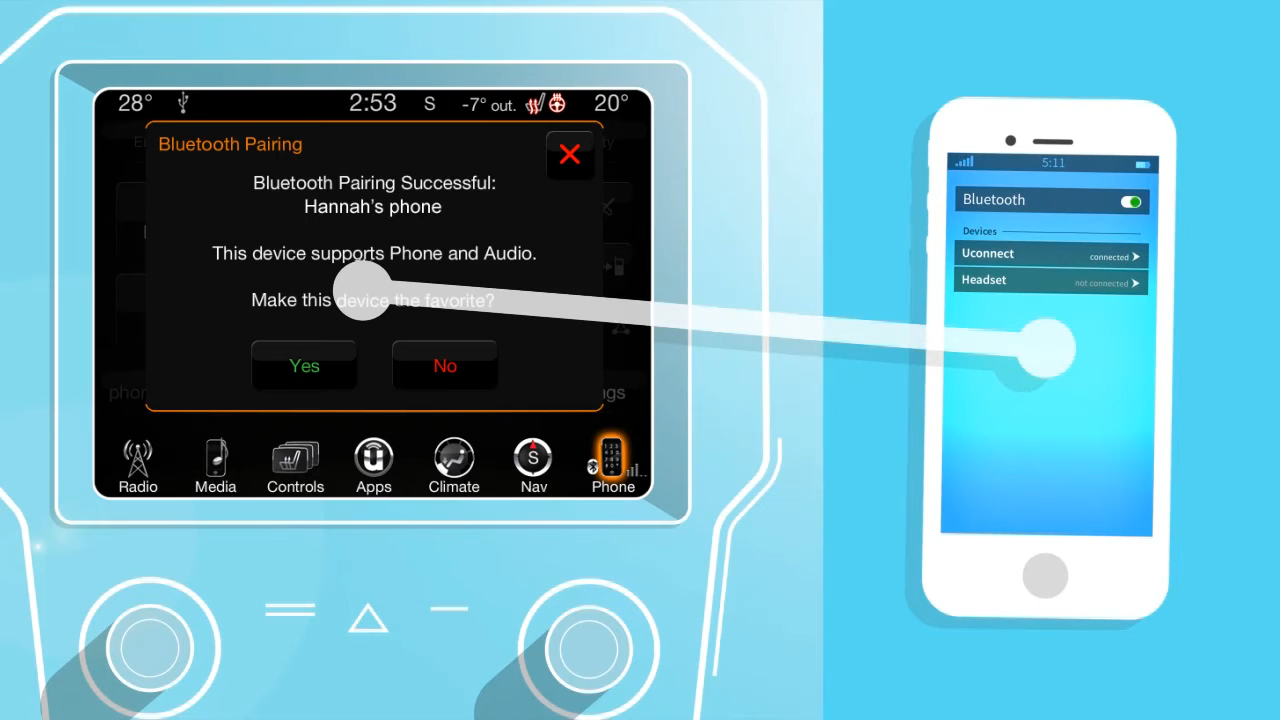 28° 2:53 S -7° out. 20°
Bluetooth Pairing
Bluetooth Pairing Successful:
Hannah's phone
This device supports Phone and Audio.
Make this device the favorite?
Yes No
Radio Media Controls Apps Climate Nav Phone
S
5:11
Bluetooth
Devices
Uconnect connected
Headset not connected